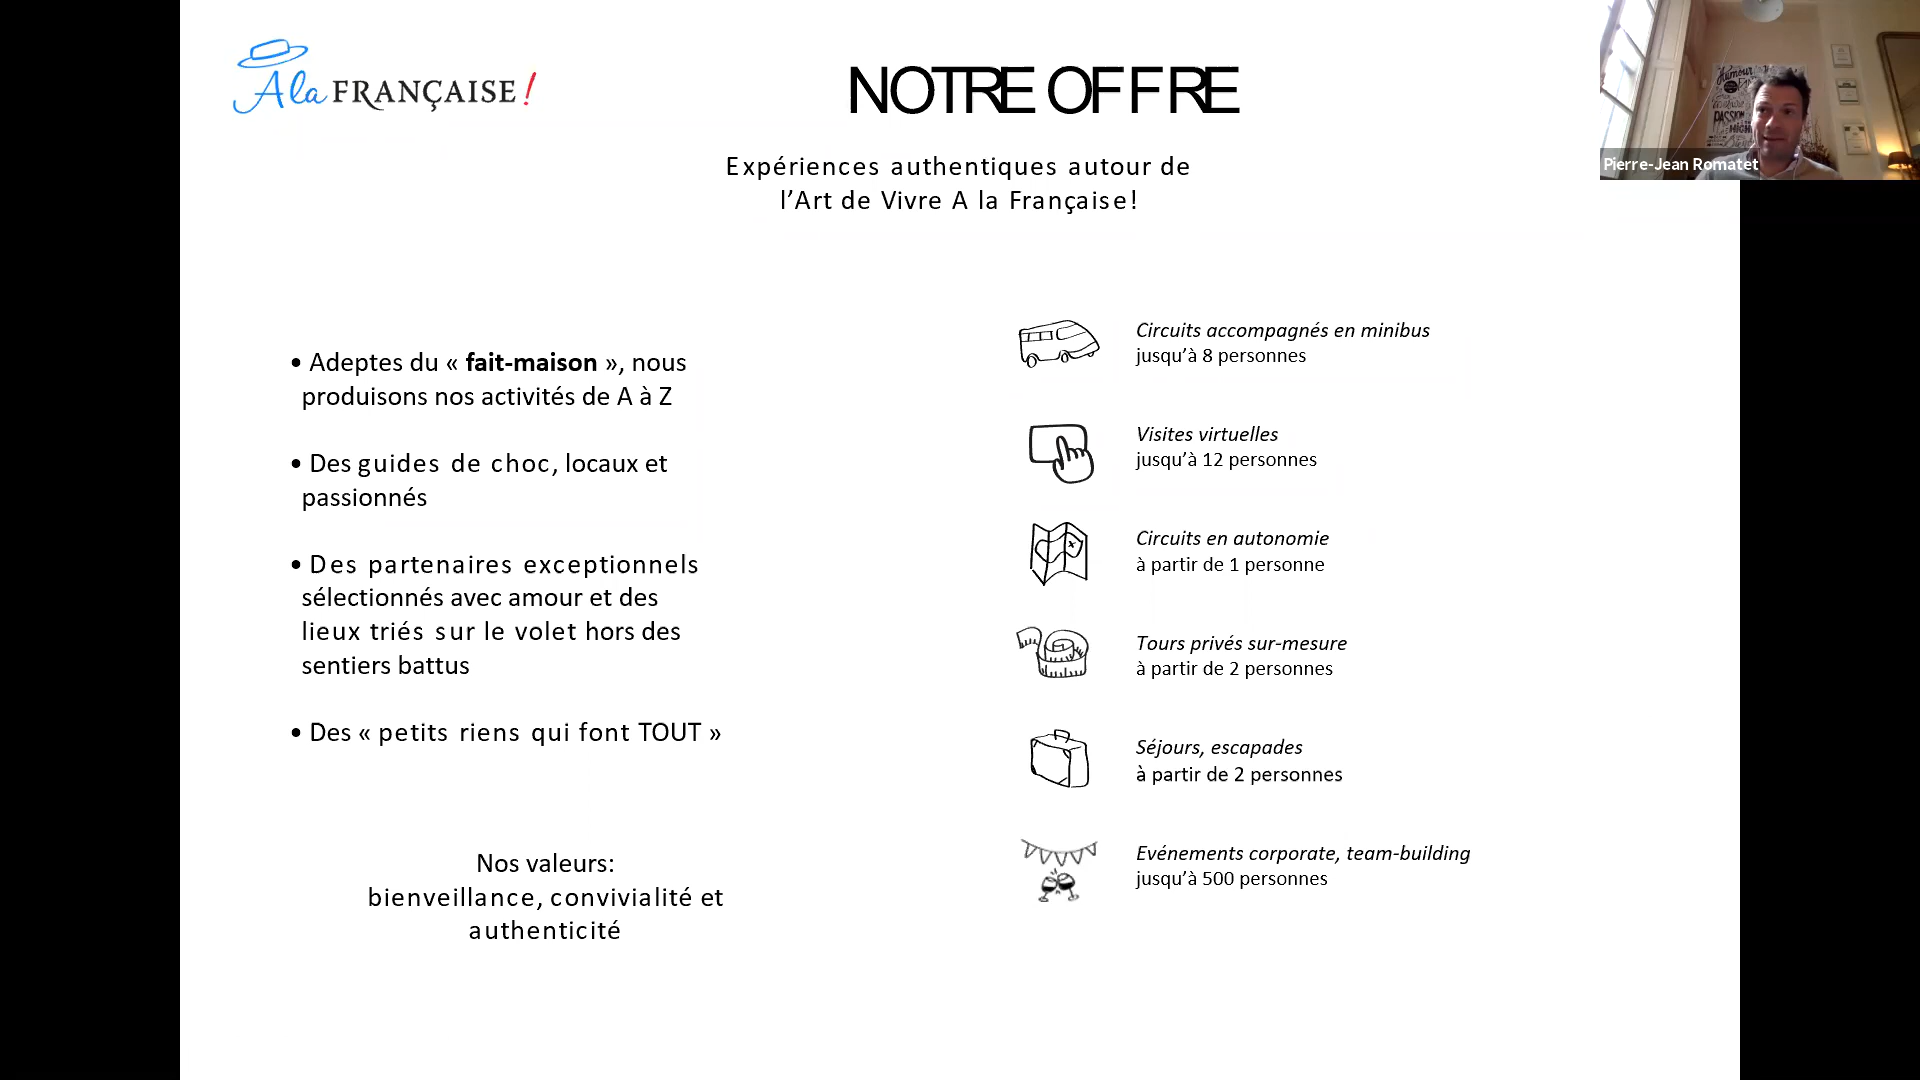 A la FRANÇAISE !
NOTRE OFFRE
Expériences authentiques autour de
l’Art de Vivre A la Française!
• Adeptes du « fait-maison », nous
produisons nos activités de A à Z
• Des guides de choc, locaux et
passionnés
• Des partenaires exceptionnels
sélectionnés avec amour et des
lieux triés sur le volet hors des
sentiers battus
• Des « petits riens qui font TOUT »
Nos valeurs:
bienveillance, convivialité et
authenticité
Circuits accompagnés en minibus
jusqu’à 8 personnes
Visites virtuelles
jusqu’à 12 personnes
Circuits en autonomie
à partir de 1 personne
Tours privés sur-mesure
à partir de 2 personnes
Séjours, escapades
à partir de 2 personnes
Evénements corporate, team-building
jusqu’à 500 personnes
Humour
PASSION
Pierre-Jean Romatet